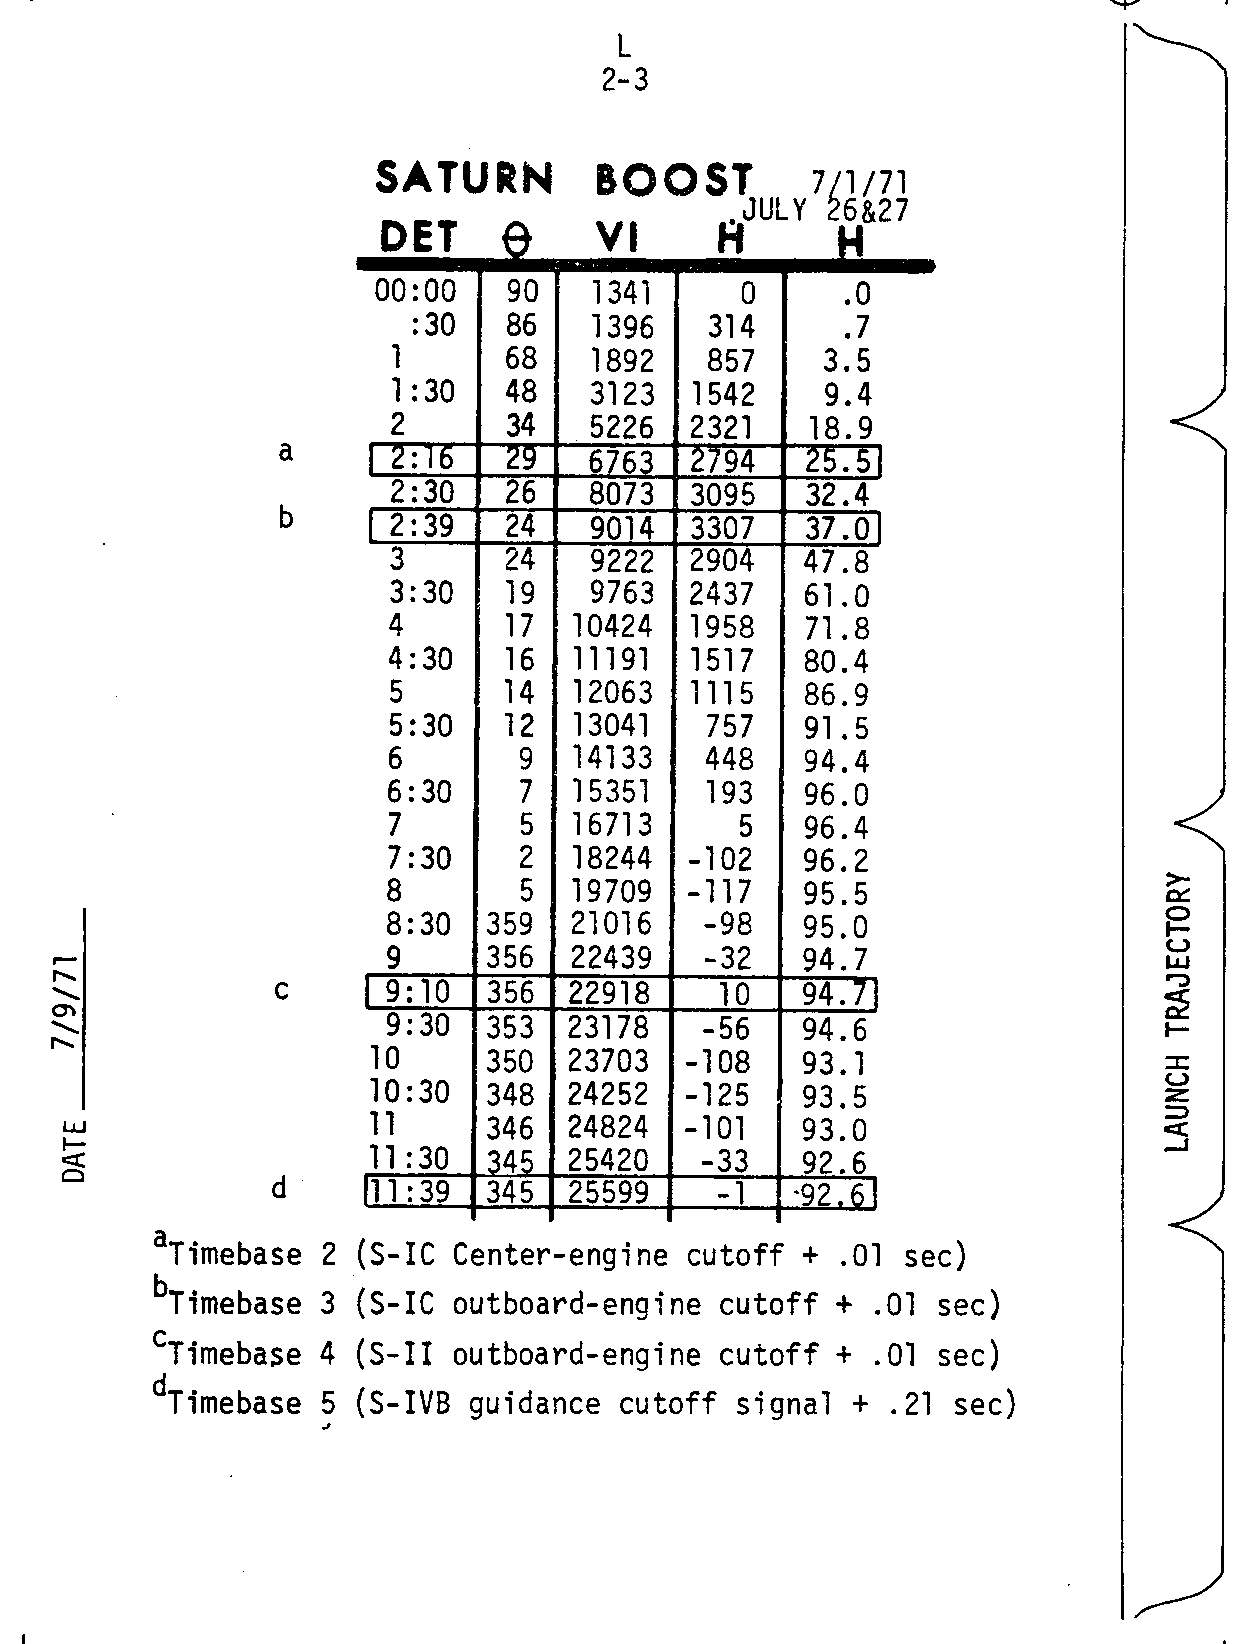 L
2-3
SATURN BOOST 7/1/71
JULY 26&27
DET θ VI Ḣ H
00:00 90 1341 0 .0
:30 86 1396 314 .7
1 68 1892 857 3.5
1:30 48 3123 1542 9.4
2 34 5226 2321 18.9
a 2:16 29 6763 2794 25.5
2:30 26 8073 3095 32.4
b 2:39 24 9014 3307 37.0
3 24 9222 2904 47.8
3:30 19 9763 2437 61.0
4 17 10424 1958 71.8
4:30 16 11191 1517 80.4
5 14 12063 1115 86.9
5:30 12 13041 757 91.5
6 9 14133 448 94.4
6:30 7 15351 193 96.0
7 5 16713 5 96.4
7:30 2 18244 -102 96.2
8 5 19709 -117 95.5
8:30 359 21016 -98 95.0
9 356 22439 -32 94.7
c 9:10 356 22918 10 94.7
9:30 353 23178 -56 94.6
10 350 23703 -108 93.1
10:30 348 24252 -125 93.5
11 346 24824 -101 93.0
11:30 345 25420 -33 92.6
d 11:39 345 25599 -1 92.6
aTimebase 2 (S-IC Center-engine cutoff + .01 sec)
bTimebase 3 (S-IC outboard-engine cutoff + .01 sec)
cTimebase 4 (S-II outboard-engine cutoff + .01 sec)
dTimebase 5 (S-IVB guidance cutoff signal + .21 sec)
DATE 7/9/71
LAUNCH TRAJECTORY